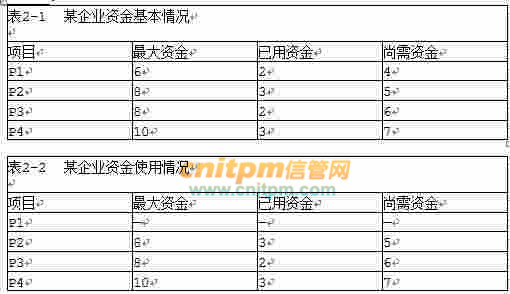 表2-1 某企业资金基本情况
项目 最大资金 已用资金 尚需资金
P1 6 2 4
P2 8 3 5
P3 8 2 6
P4 10 3 7
表2-2 某企业资金使用情况
cnitpm信管网
www.cnitpm.com
项目 最大资金 已用资金 尚需资金
P1 — — —
P2 8 3 5
P3 8 2 6
P4 10 3 7